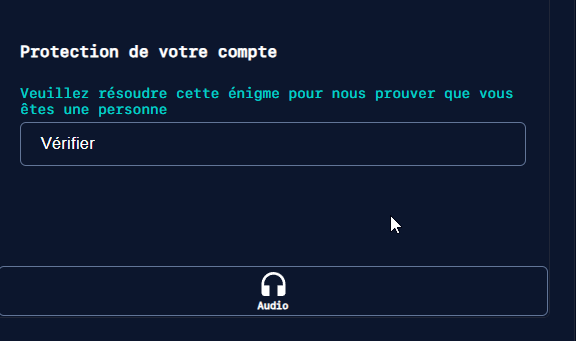 Protection de votre compte
Veuillez résoudre cette énigme pour nous prouver que vous
êtes une personne
Vérifier
Audio